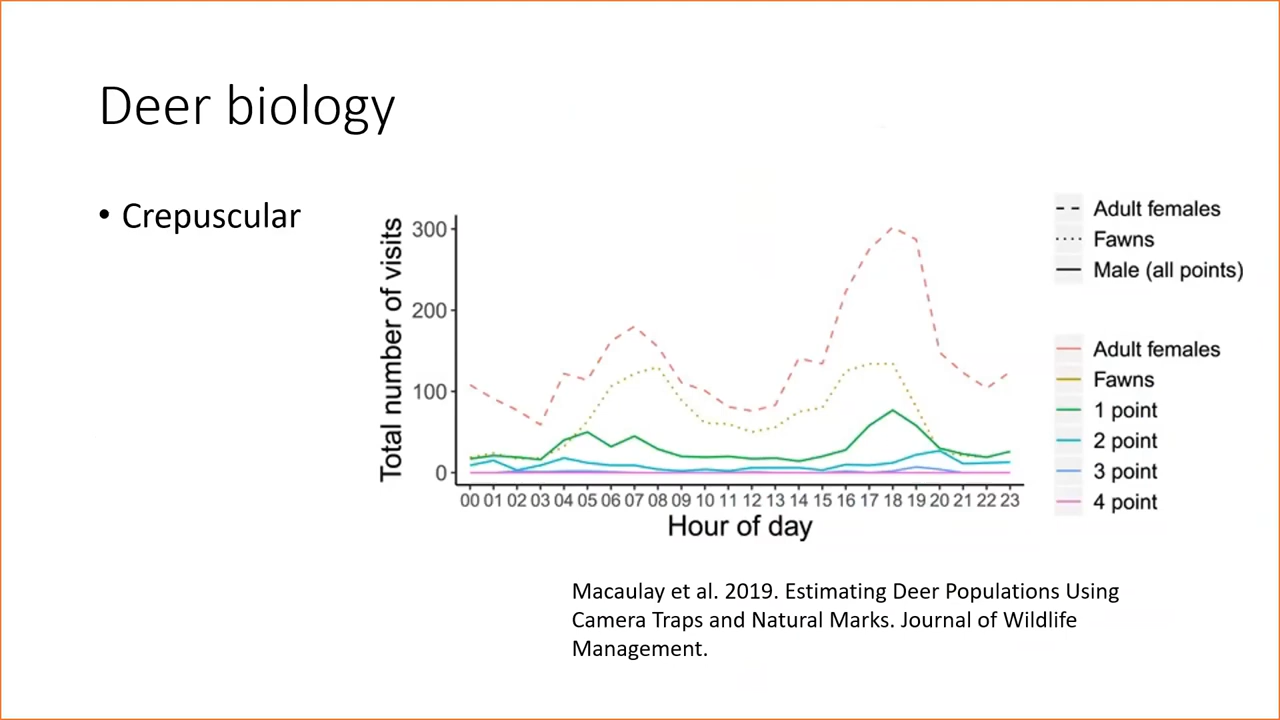 Deer biology
• Crepuscular
Total number of visits
300
200
100
0
00 01 02 03 04 05 06 07 08 09 10 11 12 13 14 15 16 17 18 19 20 21 22 23
Hour of day
Adult females
Fawns
Male (all points)
Adult females
Fawns
1 point
2 point
3 point
4 point
Macaulay et al. 2019. Estimating Deer Populations Using
Camera Traps and Natural Marks. Journal of Wildlife
Management.